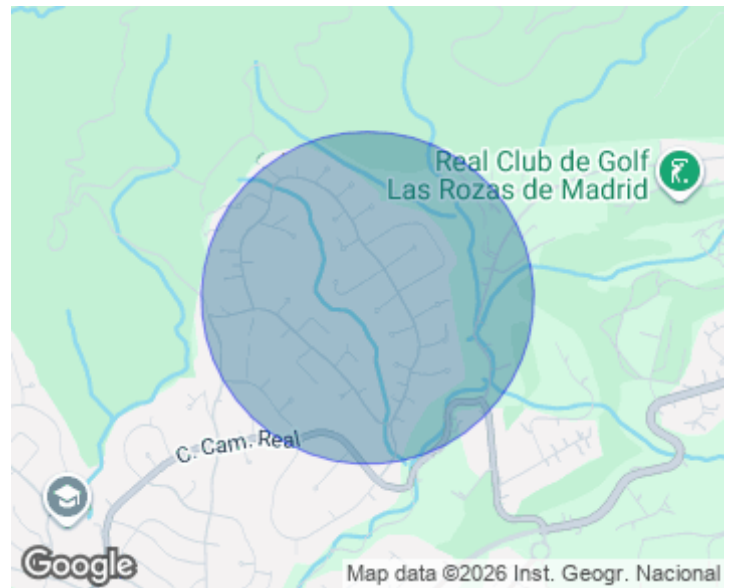 Real Club de Golf
Las Rozas de Madrid
C. Cam. Real
Google
Map data ©2026 Inst. Geogr. Nacional